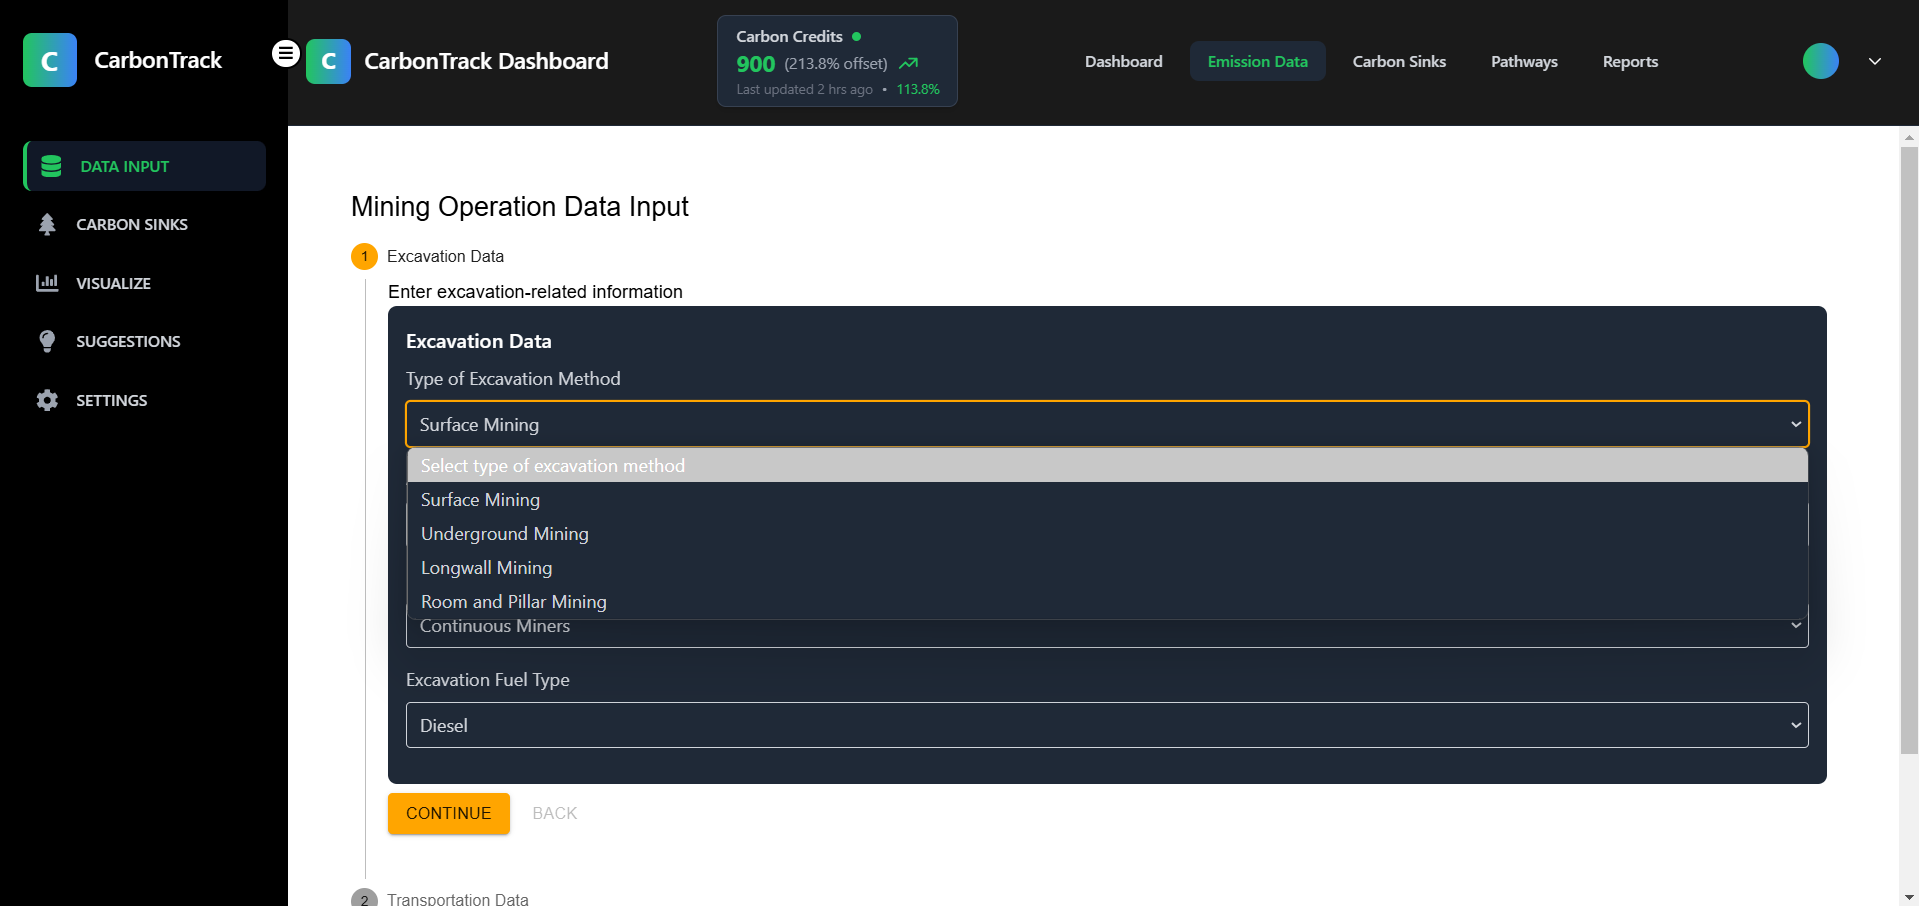 C CarbonTrack
DATA INPUT
CARBON SINKS
VISUALIZE
SUGGESTIONS
SETTINGS
C CarbonTrack Dashboard
Carbon Credits
900 (213.8% offset)
Last updated 2 hrs ago • 113.8%
Dashboard Emission Data Carbon Sinks Pathways Reports
Mining Operation Data Input
1 Excavation Data
Enter excavation-related information
Excavation Data
Type of Excavation Method
Surface Mining
Select type of excavation method
Surface Mining
Underground Mining
Longwall Mining
Room and Pillar Mining
Continuous Miners
Excavation Fuel Type
Diesel
CONTINUE BACK
2 Transportation Data